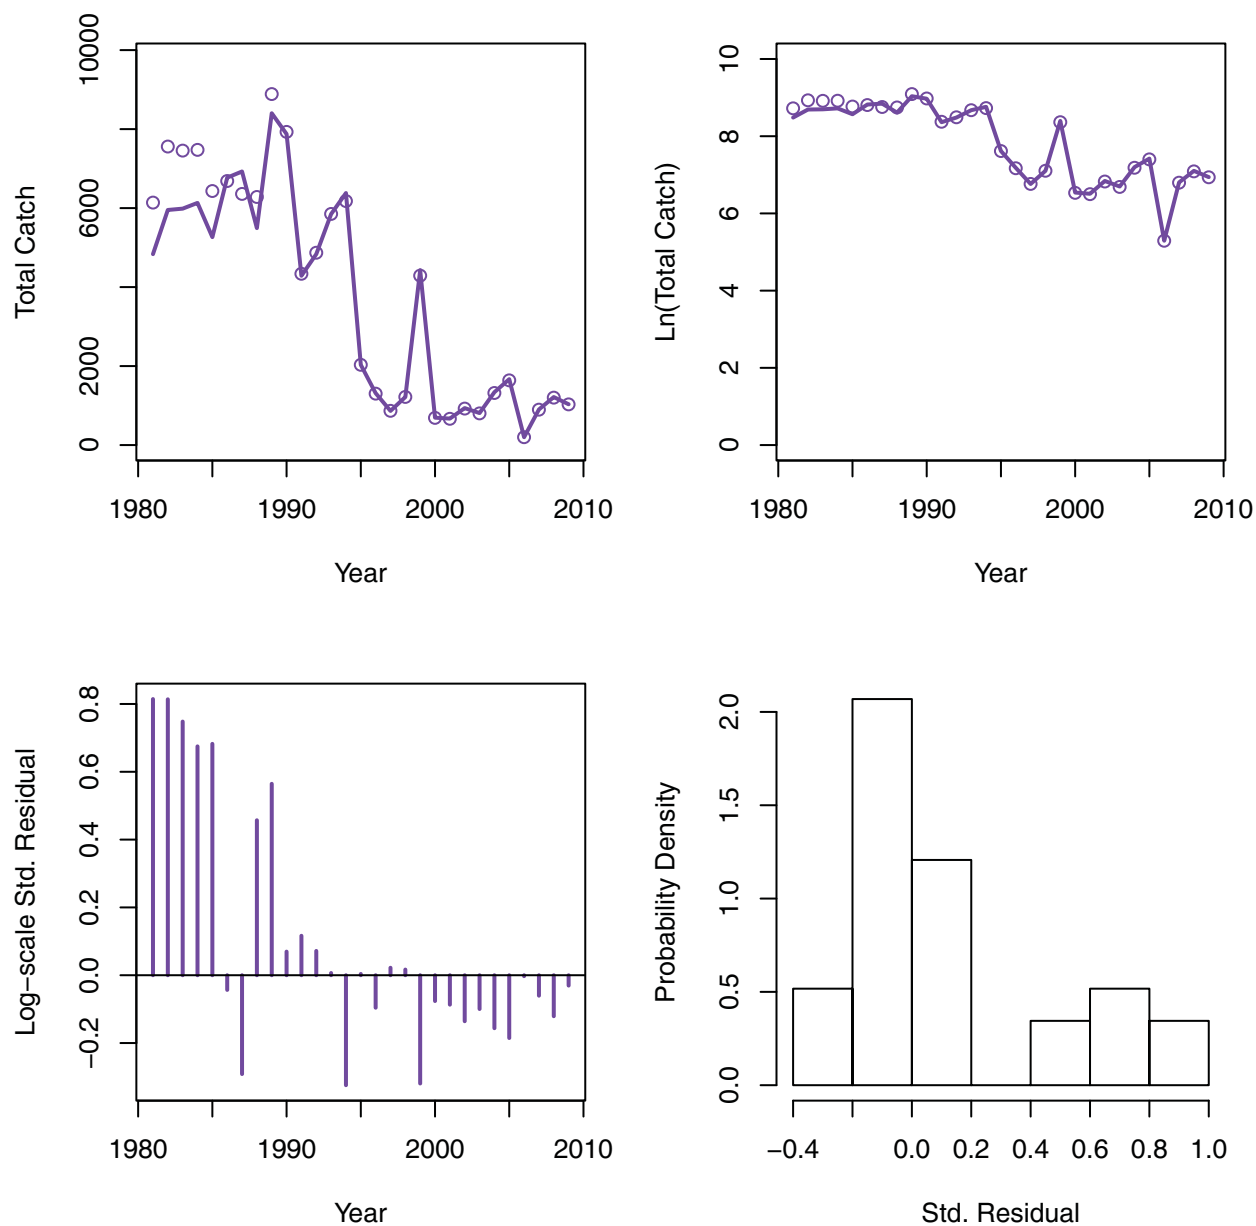 Total Catch
10000
6000
2000
0
1980 1990 2000 2010
Year
Ln(Total Catch)
10
8
6
4
2
0
1980 1990 2000 2010
Year
Log−scale Std. Residual
0.8
0.6
0.4
0.2
0.0
−0.2
1980 1990 2000 2010
Year
Probability Density
2.0
1.5
1.0
0.5
0.0
−0.4 0.0 0.2 0.4 0.6 0.8 1.0
Std. Residual